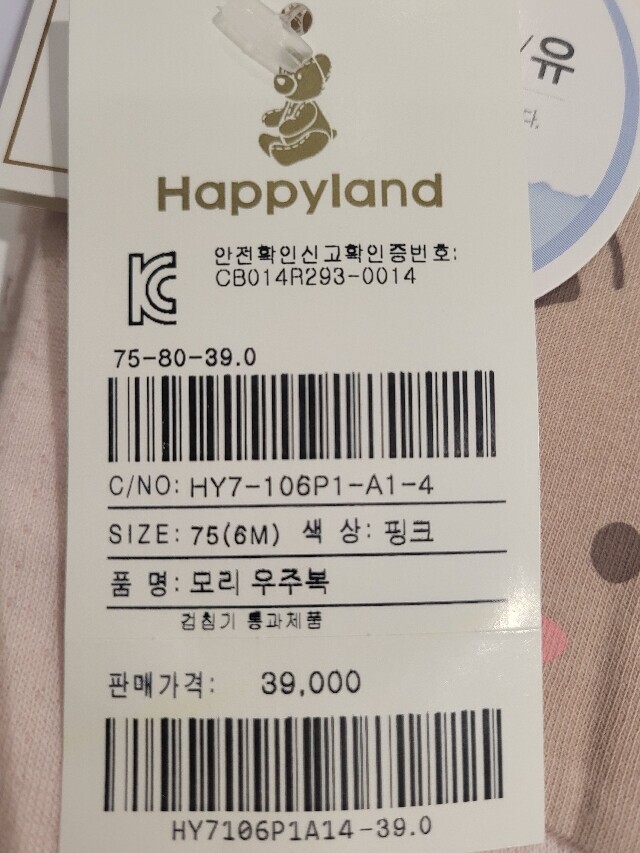 /유
다.
Happyland
안전확인신고확인증번호:
CB014R293-0014
75-80-39.0
C/NO: HY7-106P1-A1-4
SIZE: 75(6M) 색 상: 핑크
품 명: 모리 우주복
검침기 통과제품
판매가격: 39,000
HY7106P1A14-39.0